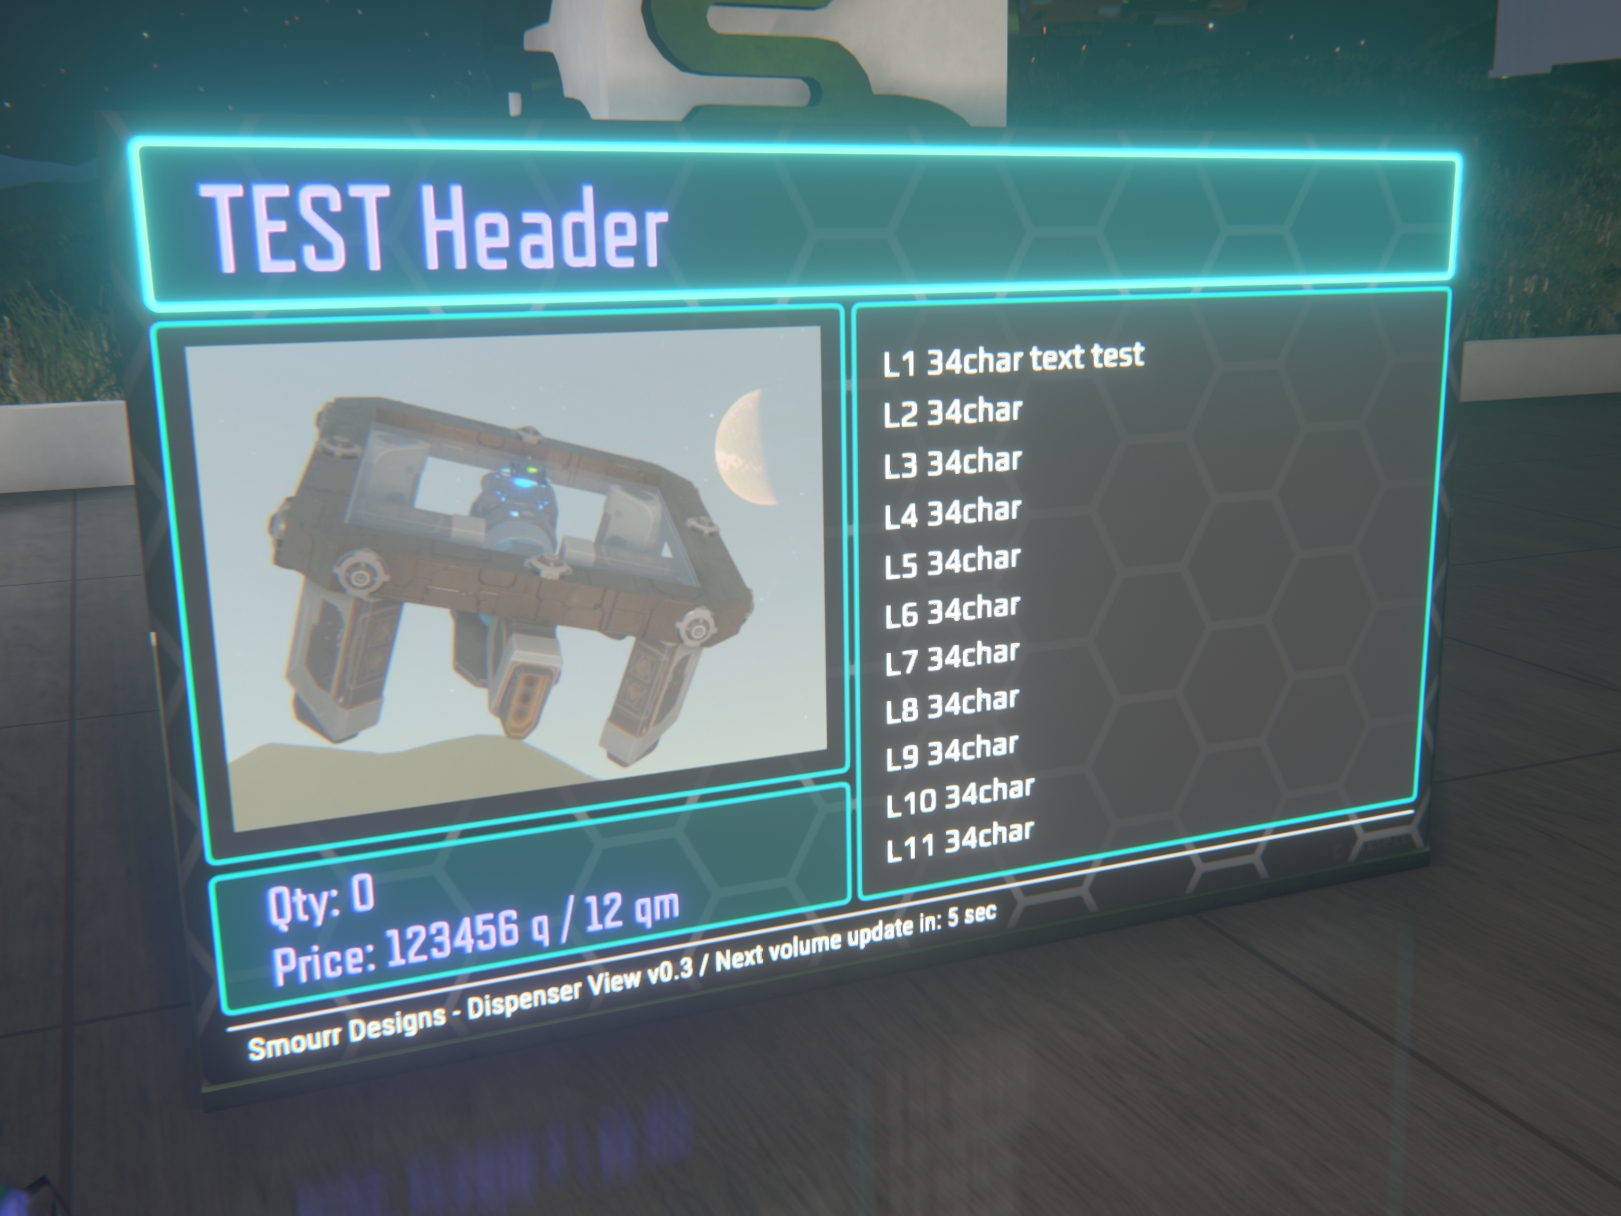 TEST Header
L1 34char text test
L2 34char
L3 34char
L4 34char
L5 34char
L6 34char
L7 34char
L8 34char
L9 34char
L10 34char
L11 34char
Qty: 0
Price: 123456 q / 12 qm
Smourr Designs - Dispenser View v0.3 / Next volume update in: 5 sec